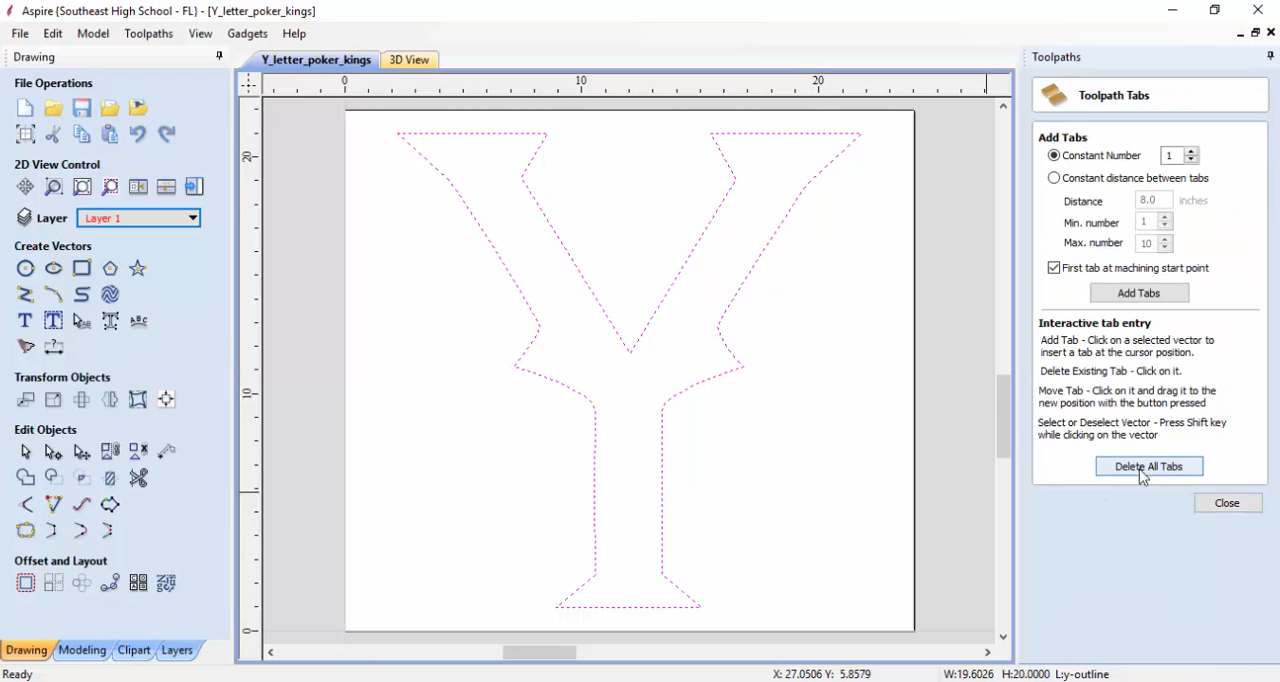 Aspire {Southeast High School - FL} - [Y_letter_poker_kings]
File Edit Model Toolpaths View Gadgets Help
Drawing
File Operations
2D View Control
Layer Layer 1
Create Vectors
Transform Objects
Edit Objects
Offset and Layout
Drawing Modeling Clipart Layers
Y_letter_poker_kings 3D View
0 10 20
20
10
0
Toolpaths
Toolpath Tabs
Add Tabs
Constant Number 1
Constant distance between tabs
Distance 8.0 inches
Min. number 1
Max. number 10
First tab at machining start point
Add Tabs
Interactive tab entry
Add Tab - Click on a selected vector to
insert a tab at the cursor position.
Delete Existing Tab - Click on it.
Move Tab - Click on it and drag it to the
new position with the button pressed
Select or Deselect Vector - Press Shift key
while clicking on the vector
Delete All Tabs
Close
Ready X: 27.0506 Y: 5.8579 W:19.6026 H:20.0000 L:y-outline